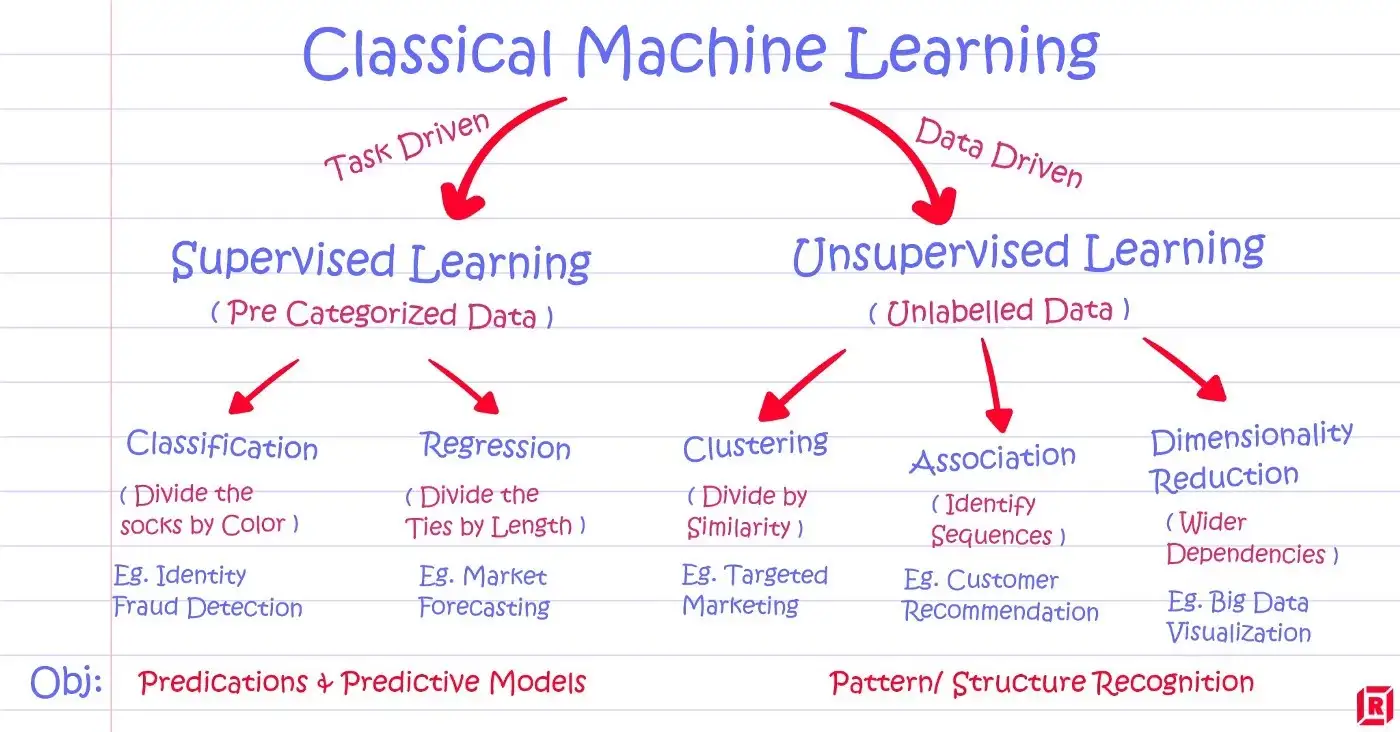 Classical Machine Learning
Task Driven
Data Driven
Supervised Learning
( Pre Categorized Data )
Unsupervised Learning
( Unlabelled Data )
Classification
( Divide the
socks by Color )
Eg. Identity
Fraud Detection
Regression
( Divide the
Ties by Length )
Eg. Market
Forecasting
Clustering
( Divide by
Similarity )
Eg. Targeted
Marketing
Association
( Identify
Sequences )
Eg. Customer
Recommendation
Dimensionality
Reduction
( Wider
Dependencies )
Eg. Big Data
Visualization
Obj: Predications & Predictive Models
Pattern/ Structure Recognition
R